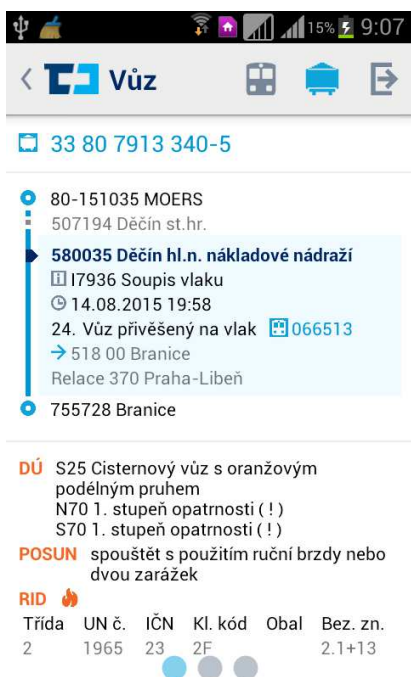 15% 9:07
Vůz
33 80 7913 340-5
80-151035 MOERS
507194 Děčín st.hr.
580035 Děčín hl.n. nákladové nádraží
I7936 Soupis vlaku
14.08.2015 19:58
24. Vůz přivěšený na vlak 066513
518 00 Branice
Relace 370 Praha-Libeň
755728 Branice
DÚ S25 Cisternový vůz s oranžovým
podélným pruhem
N70 1. stupeň opatrnosti ( ! )
S70 1. stupeň opatrnosti ( ! )
POSUN spouštět s použitím ruční brzdy nebo
dvou zarážek
RID
Třída UN č. IČN Kl. kód Obal Bez. zn.
2 1965 23 2F 2.1+13